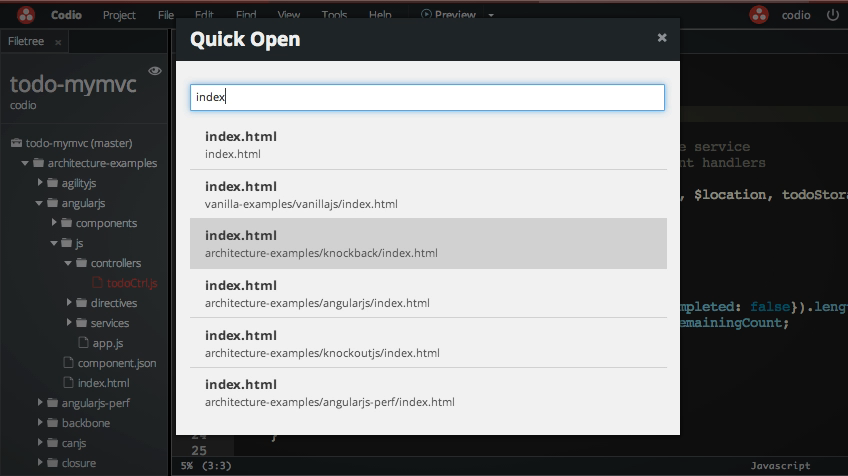 Codio Project File Edit Find View Tools Help Preview codio
Filetree ×
todo-mymvc
codio
todo-mymvc (master)
architecture-examples
agilityjs
angularjs
components
js
controllers
todoCtrl.js
directives
services
app.js
component.json
index.html
angularjs-perf
backbone
canjs
closure
Quick Open ×
index
index.html
index.html
index.html
vanilla-examples/vanillajs/index.html
index.html
architecture-examples/knockback/index.html
index.html
architecture-examples/angularjs/index.html
index.html
architecture-examples/knockoutjs/index.html
index.html
architecture-examples/angularjs-perf/index.html
e service
nt handlers
, $location, todoStora
mpleted: false}).leng
emainingCount;
24 }
25
5% (3:3) Javascript